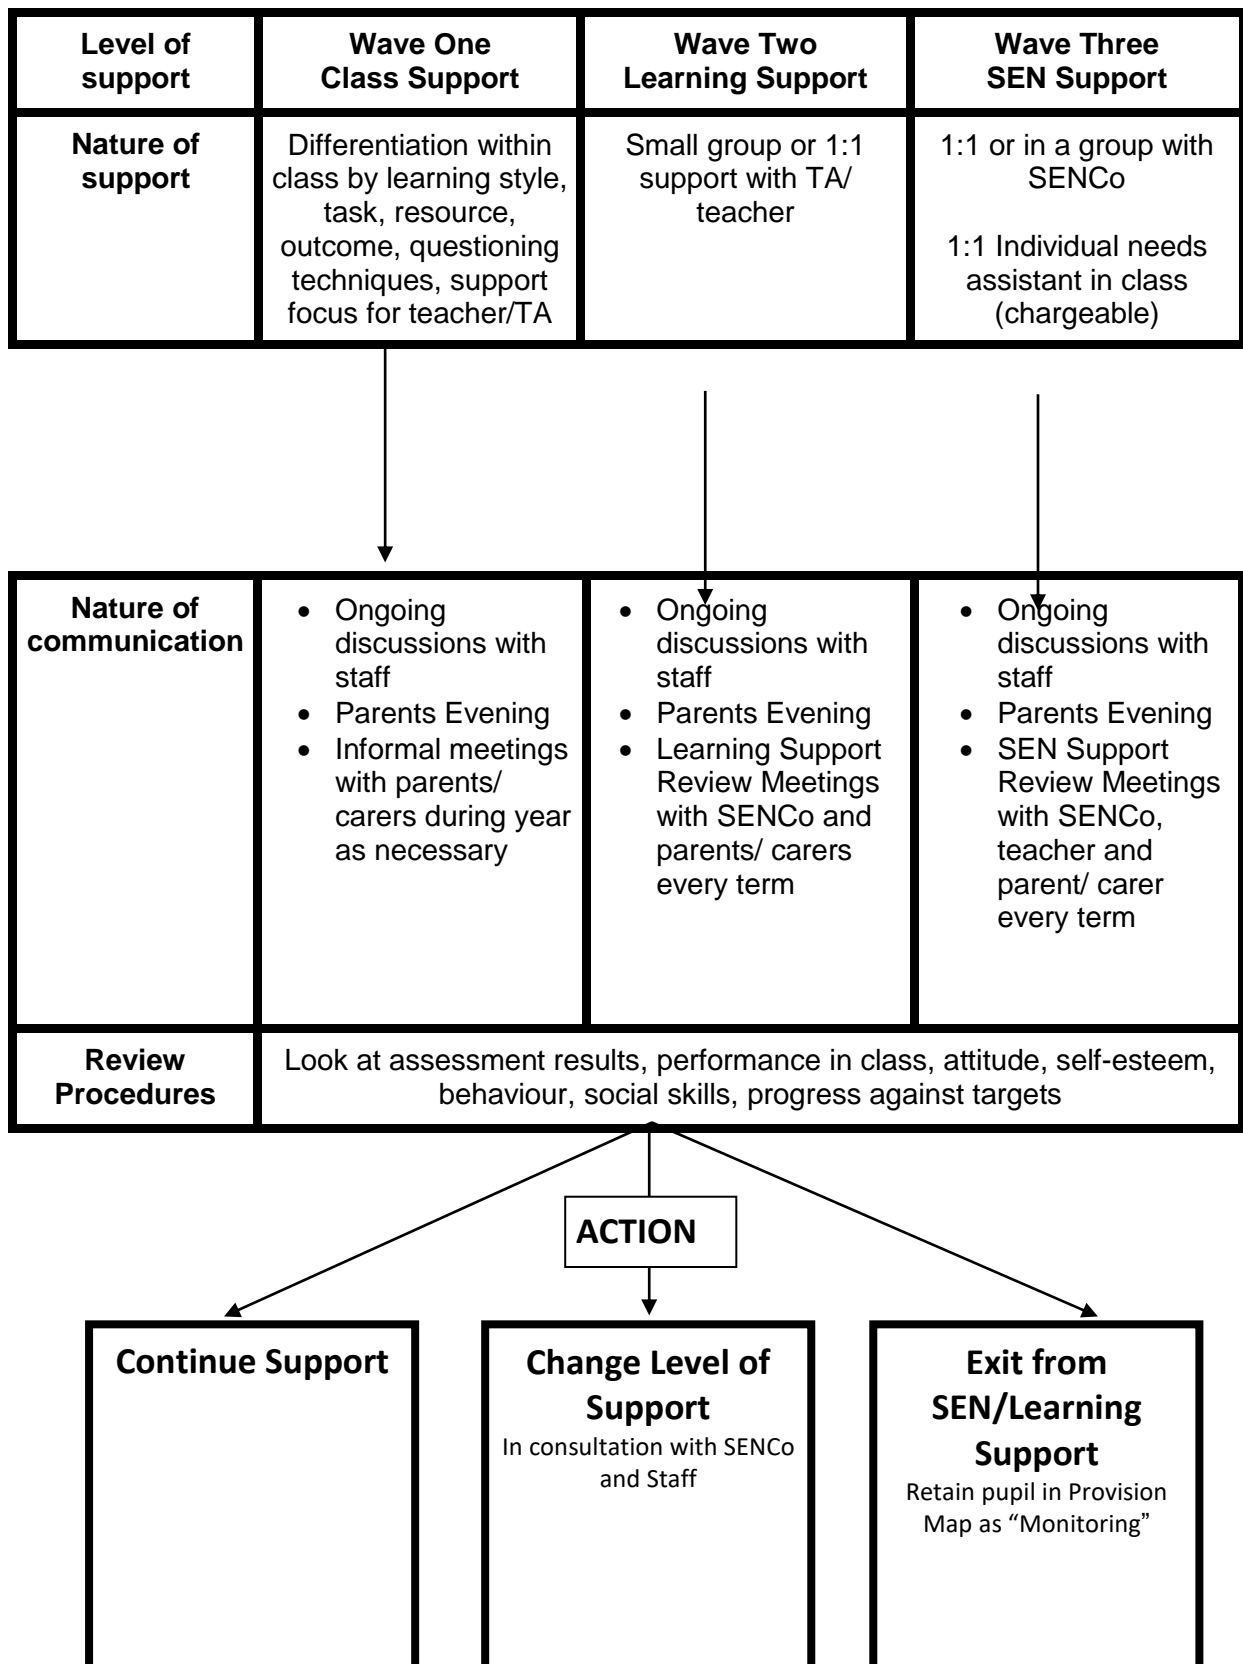 Level of
support
Wave One
Class Support
Wave Two
Learning Support
Wave Three
SEN Support
Nature of
support
Differentiation within
class by learning style,
task, resource,
outcome, questioning
techniques, support
focus for teacher/TA
Small group or 1:1
support with TA/
teacher
1:1 or in a group with
SENCo
1:1 Individual needs
assistant in class
(chargeable)
Nature of
communication
• Ongoing
discussions with
staff
• Parents Evening
• Informal meetings
with parents/
carers during year
as necessary
• Ongoing
discussions with
staff
• Parents Evening
• Learning Support
Review Meetings
with SENCo and
parents/ carers
every term
• Ongoing
discussions with
staff
• Parents Evening
• SEN Support
Review Meetings
with SENCo,
teacher and
parent/ carer
every term
Review
Procedures
Look at assessment results, performance in class, attitude, self-esteem,
behaviour, social skills, progress against targets
ACTION
Continue Support
Change Level of
Support
In consultation with SENCo
and Staff
Exit from
SEN/Learning
Support
Retain pupil in Provision
Map as “Monitoring”